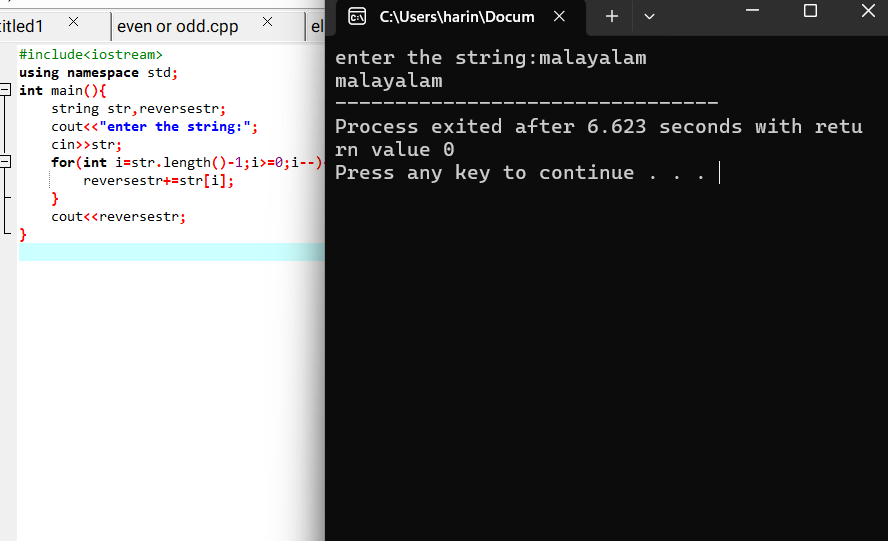 itled1
even or odd.cpp
el
C:\Users\harin\Docum
#include<iostream>
using namespace std;
int main(){
string str,reversestr;
cout<<"enter the string:";
cin>>str;
for(int i=str.length()-1;i>=0;i--)
reversestr+=str[i];
}
cout<<reversestr;
}
enter the string:malayalam
malayalam
--------------------------------
Process exited after 6.623 seconds with retu
rn value 0
Press any key to continue . . .